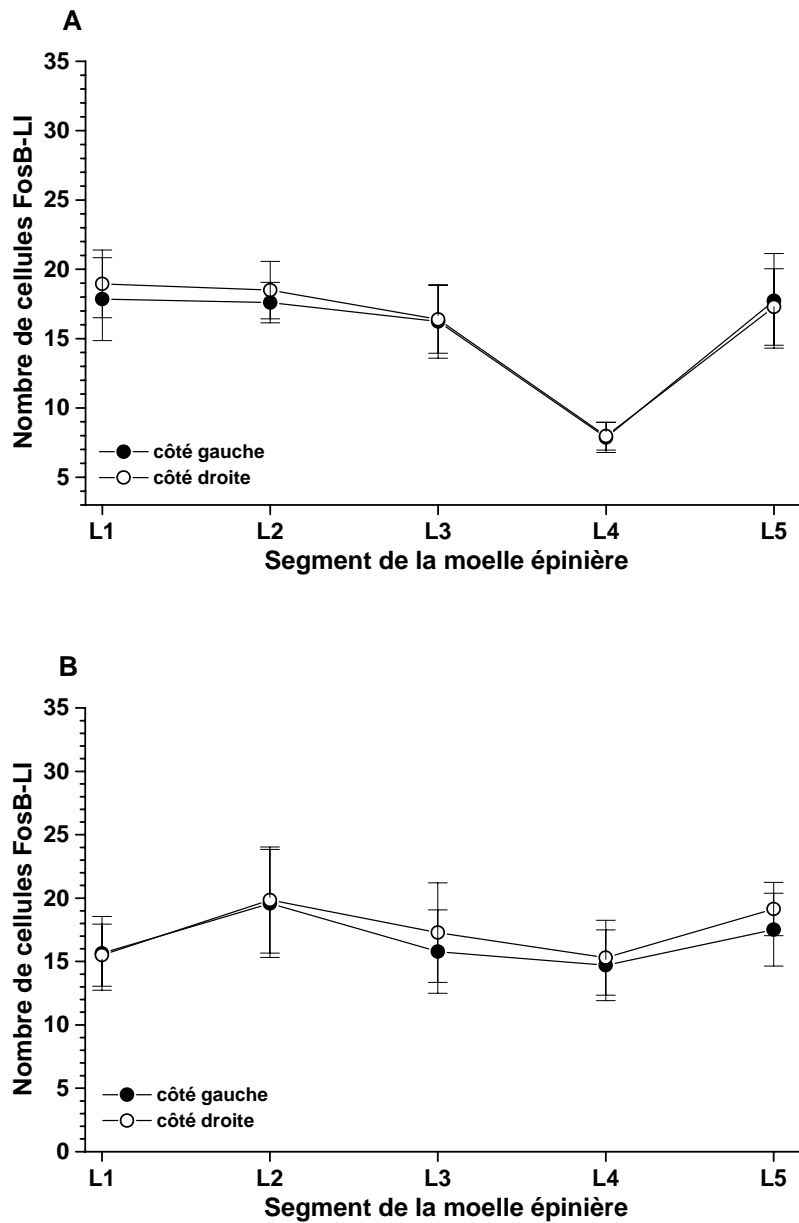 A
Nombre de cellules FosB-LI
35
30
25
20
15
10
5
côté gauche
côté droite
L1 L2 L3 L4 L5
Segment de la moelle épinière
B
Nombre de cellules FosB-LI
35
30
25
20
15
10
5
0
côté gauche
côté droite
L1 L2 L3 L4 L5
Segment de la moelle épinière